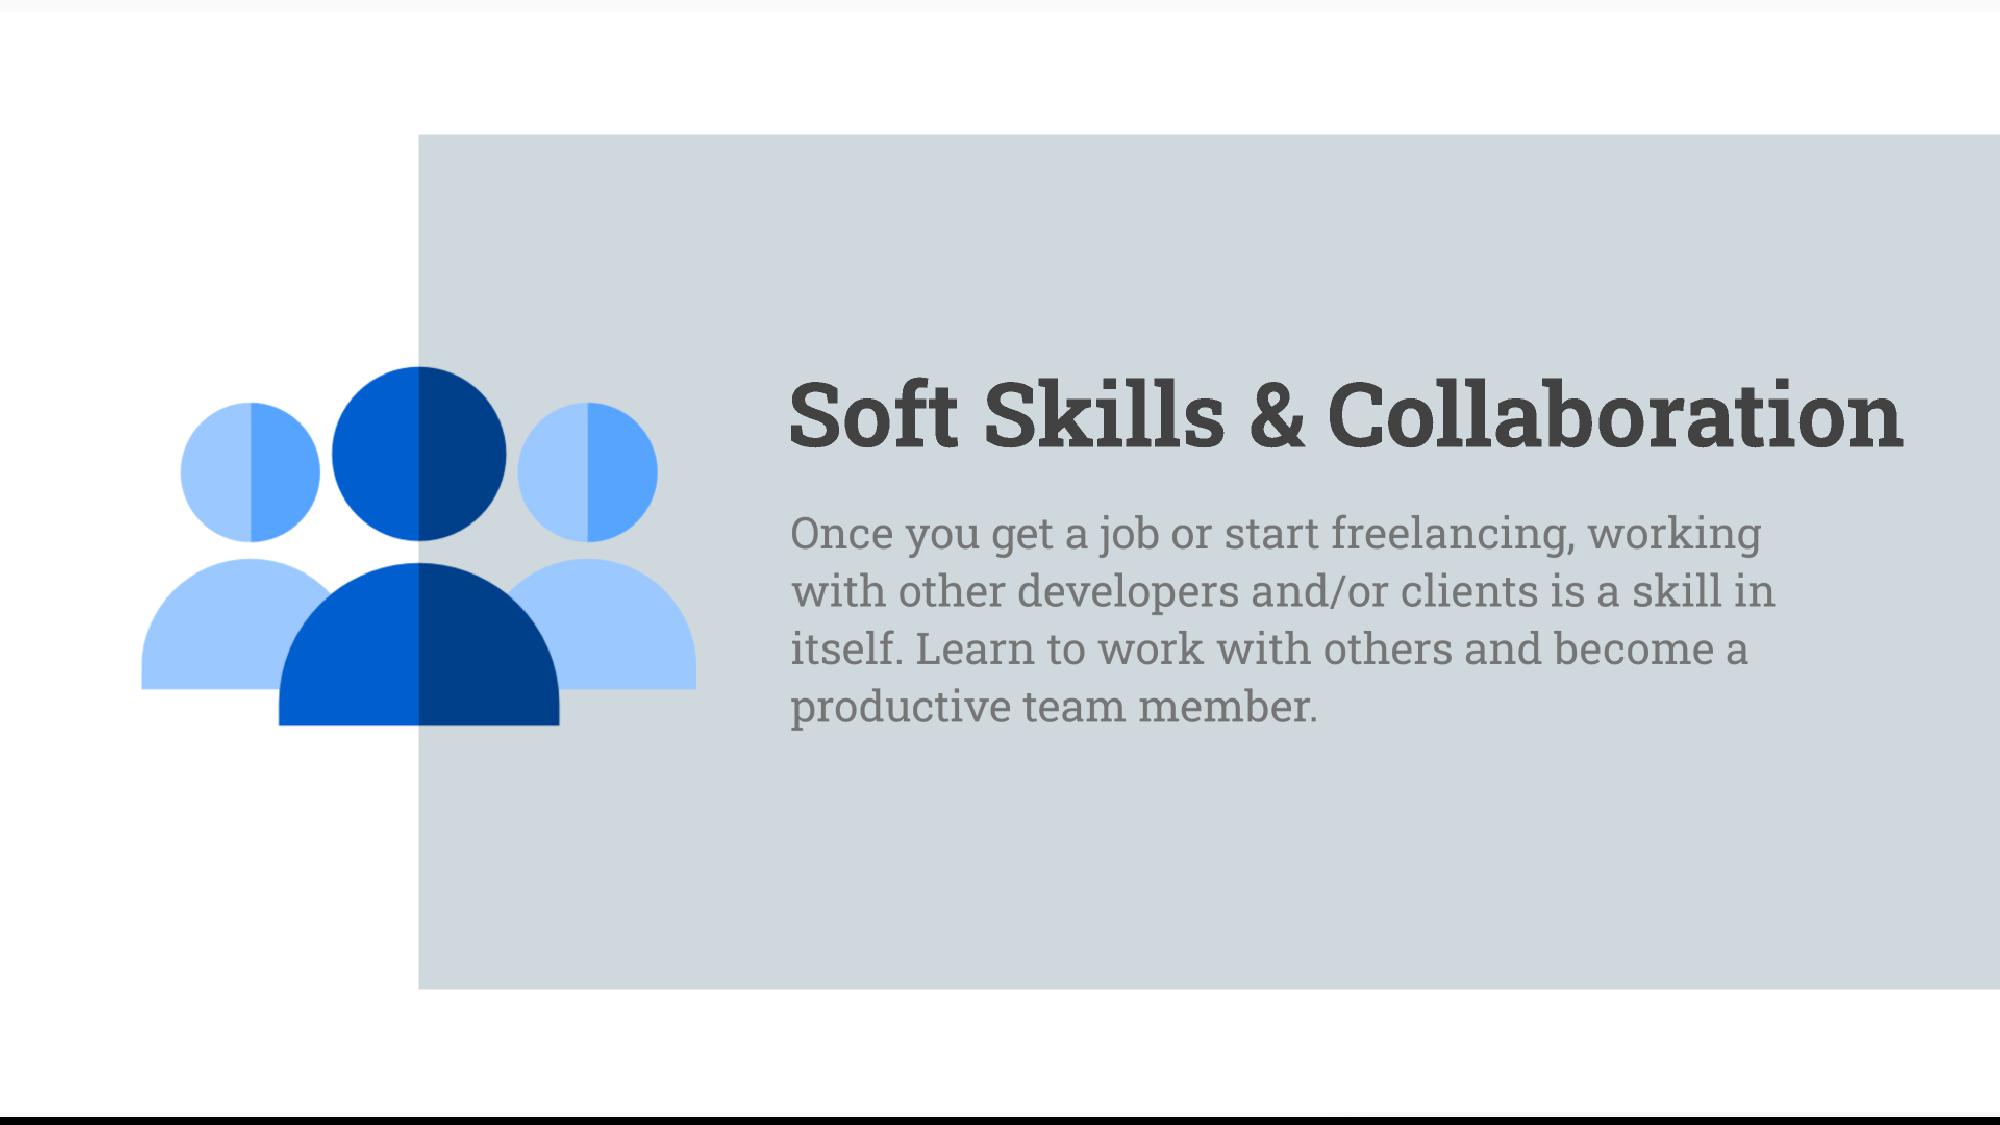 Soft Skills & Collaboration
Once you get a job or start freelancing, working
with other developers and/or clients is a skill in
itself. Learn to work with others and become a
productive team member.